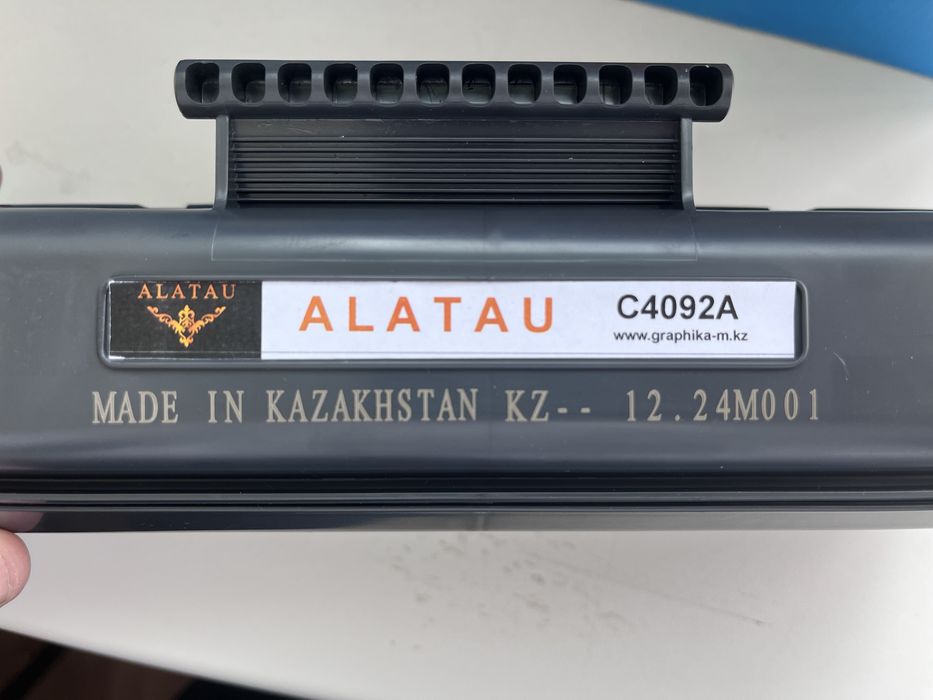 ALATAU
ALATAU
C4092A
www.graphika-m.kz
MADE IN KAZAKHSTAN KZ-- 12.24M001